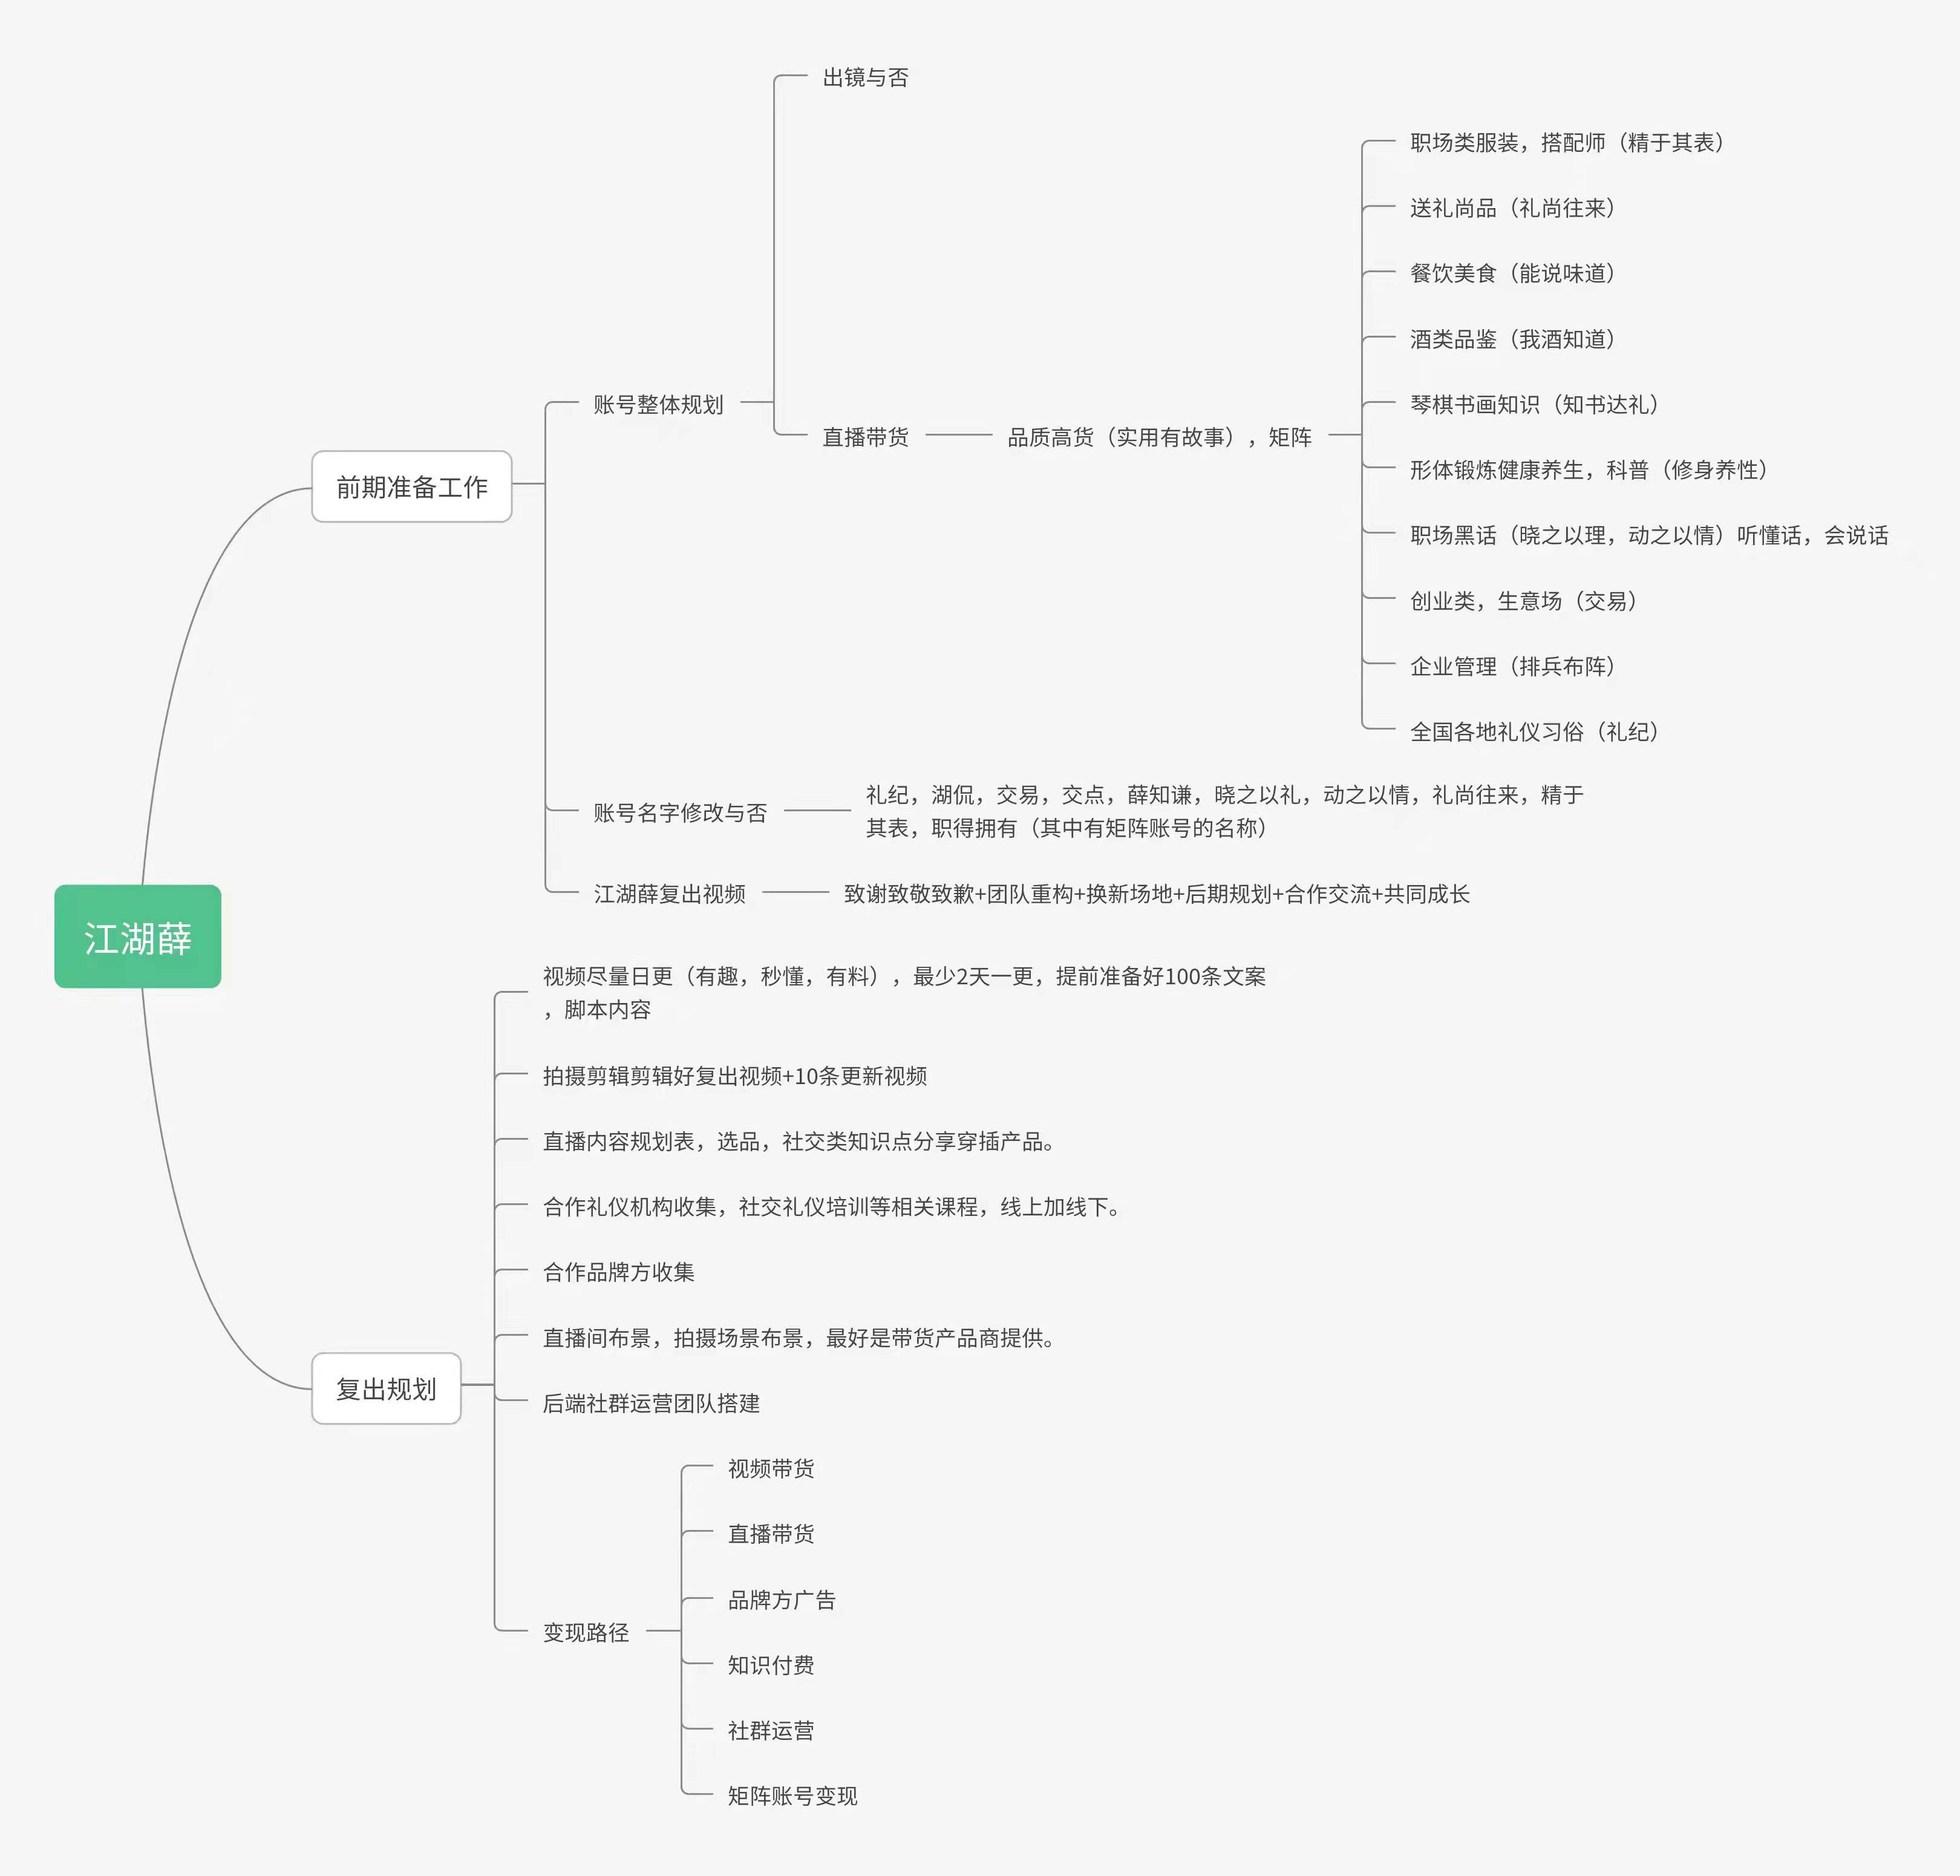 江湖薛
前期准备工作
账号整体规划
出镜与否
直播带货
品质高货（实用有故事），矩阵
职场类服装，搭配师（精于其表）
送礼尚品（礼尚往来）
餐饮美食（能说味道）
酒类品鉴（我酒知道）
琴棋书画知识（知书达礼）
形体锻炼健康养生，科普（修身养性）
职场黑话（晓之以理，动之以情）听懂话，会说话
创业类，生意场（交易）
企业管理（排兵布阵）
全国各地礼仪习俗（礼纪）
账号名字修改与否
礼纪，湖侃，交易，交点，薛知谦，晓之以礼，动之以情，礼尚往来，精于
其表，职得拥有（其中有矩阵账号的名称）
江湖薛复出视频
致谢致敬致歉+团队重构+换新场地+后期规划+合作交流+共同成长
复出规划
视频尽量日更（有趣，秒懂，有料），最少2天一更，提前准备好100条文案
，脚本内容
拍摄剪辑剪辑好复出视频+10条更新视频
直播内容规划表，选品，社交类知识点分享穿插产品。
合作礼仪机构收集，社交礼仪培训等相关课程，线上加线下。
合作品牌方收集
直播间布景，拍摄场景布景，最好是带货产品商提供。
后端社群运营团队搭建
变现路径
视频带货
直播带货
品牌方广告
知识付费
社群运营
矩阵账号变现